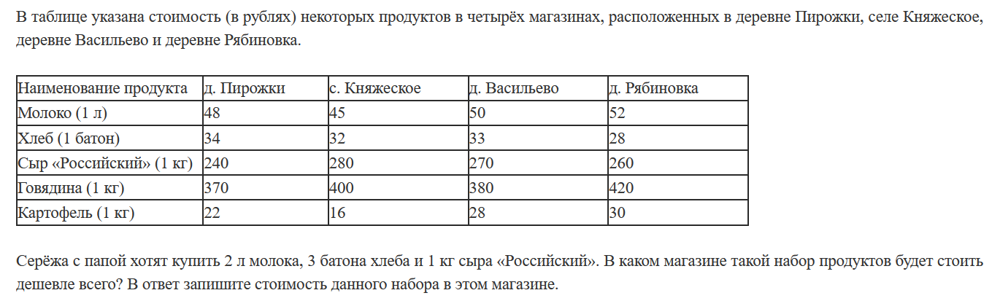 В таблице указана стоимость (в рублях) некоторых продуктов в четырёх магазинах, расположенных в деревне Пирожки, селе Княжеское,
деревне Васильево и деревне Рябиновка.
Наименование продукта д. Пирожки с. Княжеское д. Васильево д. Рябиновка
Молоко (1 л) 48 45 50 52
Хлеб (1 батон) 34 32 33 28
Сыр «Российский» (1 кг) 240 280 270 260
Говядина (1 кг) 370 400 380 420
Картофель (1 кг) 22 16 28 30
Серёжа с папой хотят купить 2 л молока, 3 батона хлеба и 1 кг сыра «Российский». В каком магазине такой набор продуктов будет стоить
дешевле всего? В ответ запишите стоимость данного набора в этом магазине.